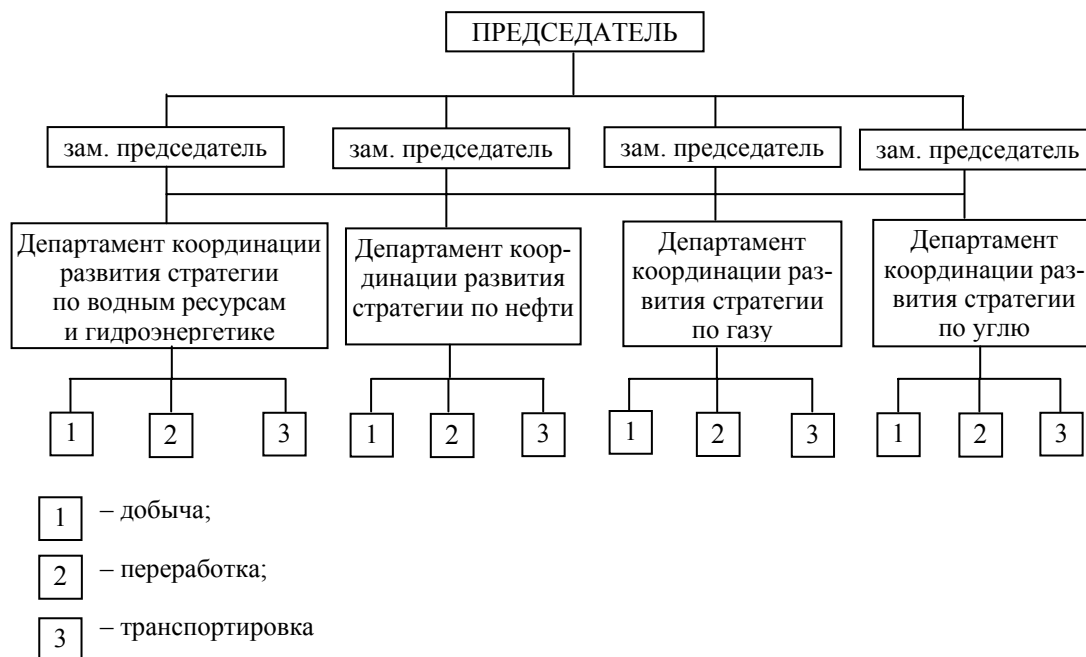 ПРЕДСЕДАТЕЛЬ
зам. председатель
зам. председатель
зам. председатель
зам. председатель
Департамент координации
развития стратегии
по водным ресурсам
и гидроэнергетике
Департамент коор-
динации развития
стратегии по нефти
Департамент
координации раз-
вития стратегии
по газу
Департамент
координации раз-
вития стратегии
по углю
1
2
3
1
2
3
1
2
3
1
2
3
1 – добыча;
2 – переработка;
3 – транспортировка